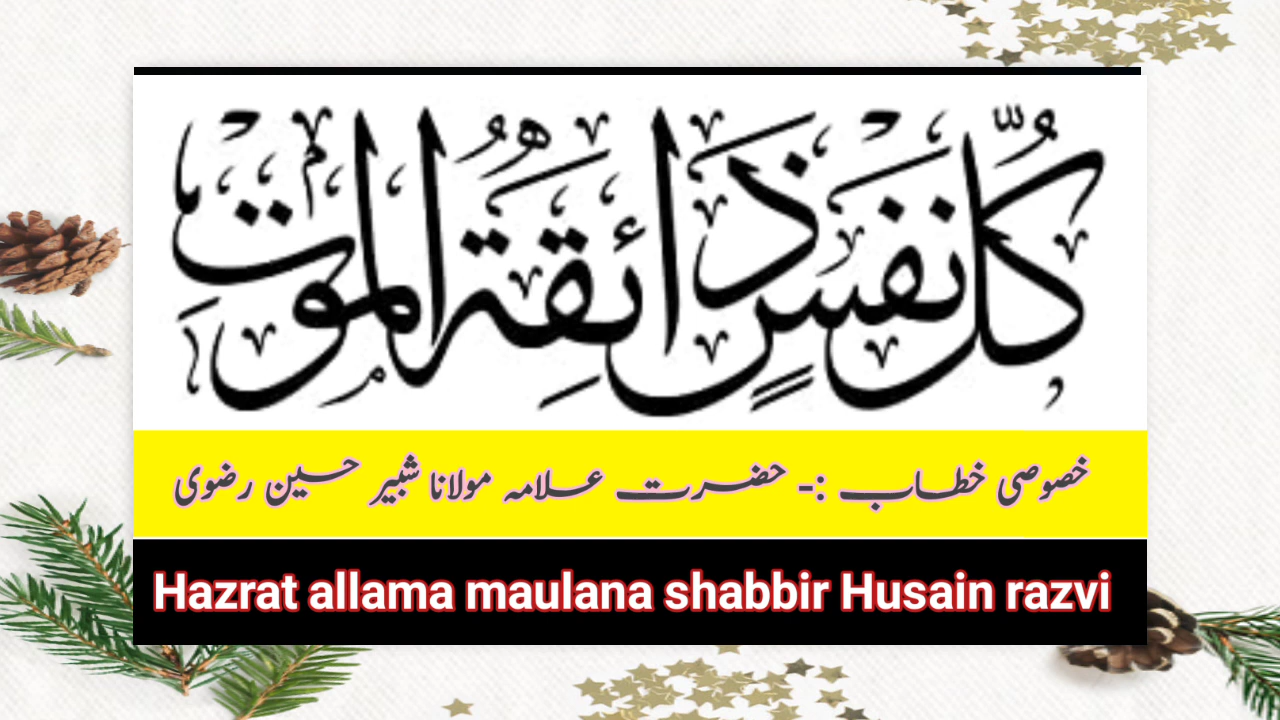 كُلُّ نَفْسٍ ذَائِقَةُ الْمَوْتِ
خصوصی خطاب :- حضرت علامہ مولانا شبیر حسین رضوی
Hazrat allama maulana shabbir Husain razvi